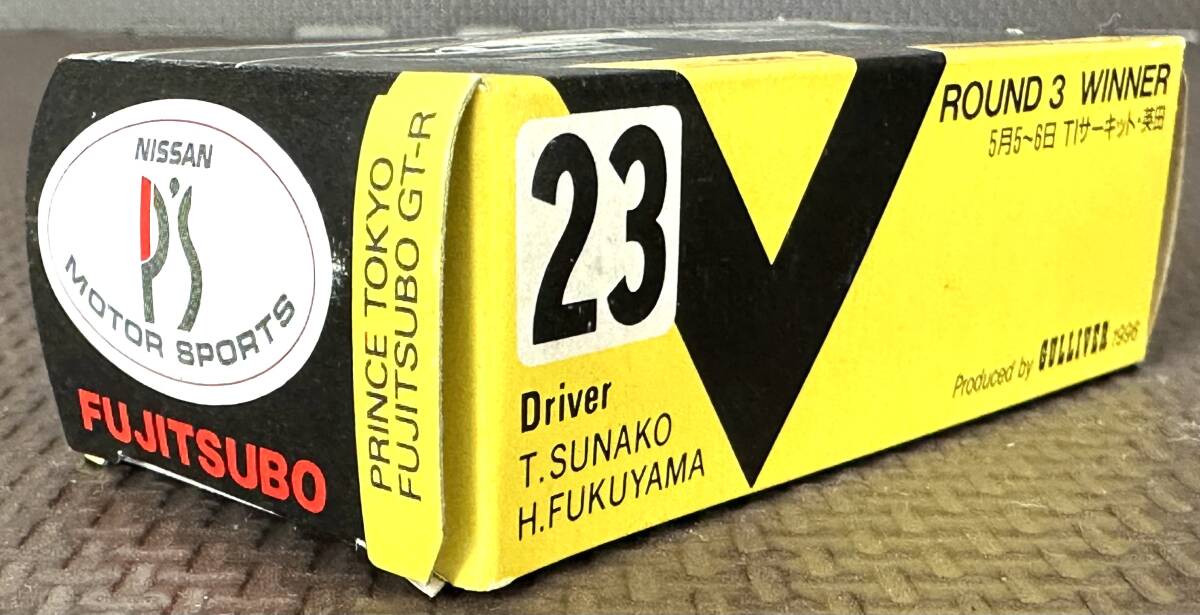 NISSAN
P'S
MOTOR SPORTS
FUJITSUBO
PRINCE TOKYO
FUJITSUBO GT-R
23
Driver
T.SUNAKO
H.FUKUYAMA
ROUND 3 WINNER
5月5～6日 TIサーキット・英田
Produced by GULLIVER 1996